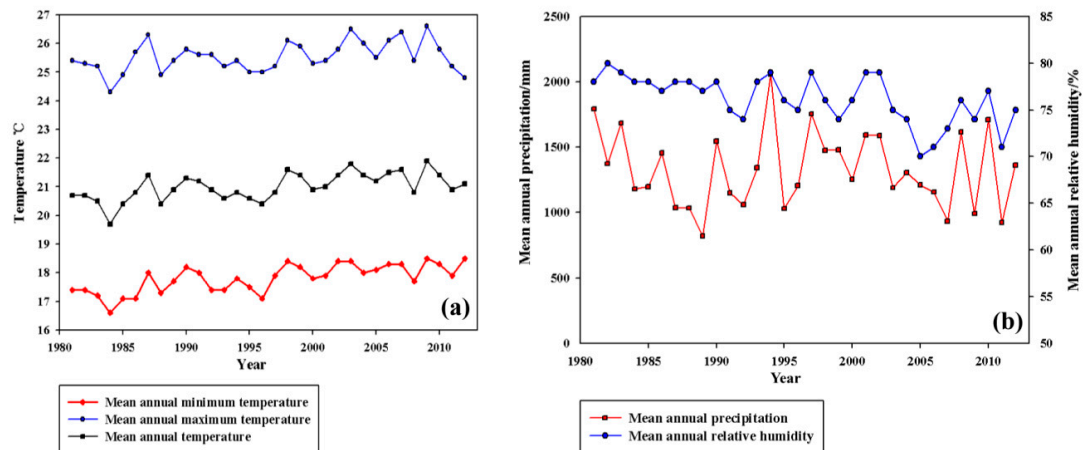 27
26
25
24
23
22
21
20
19
18
17
16
Temperature ℃
1980 1985 1990 1995 2000 2005 2010
Year
(a)
Mean annual minimum temperature
Mean annual maximum temperature
Mean annual temperature
2500
2000
1500
1000
500
0
Mean annual precipitation/mm
85
80
75
70
65
60
55
50
Mean annual relative humidity/%
1980 1985 1990 1995 2000 2005 2010
Year
(b)
Mean annual precipitation
Mean annual relative humidity